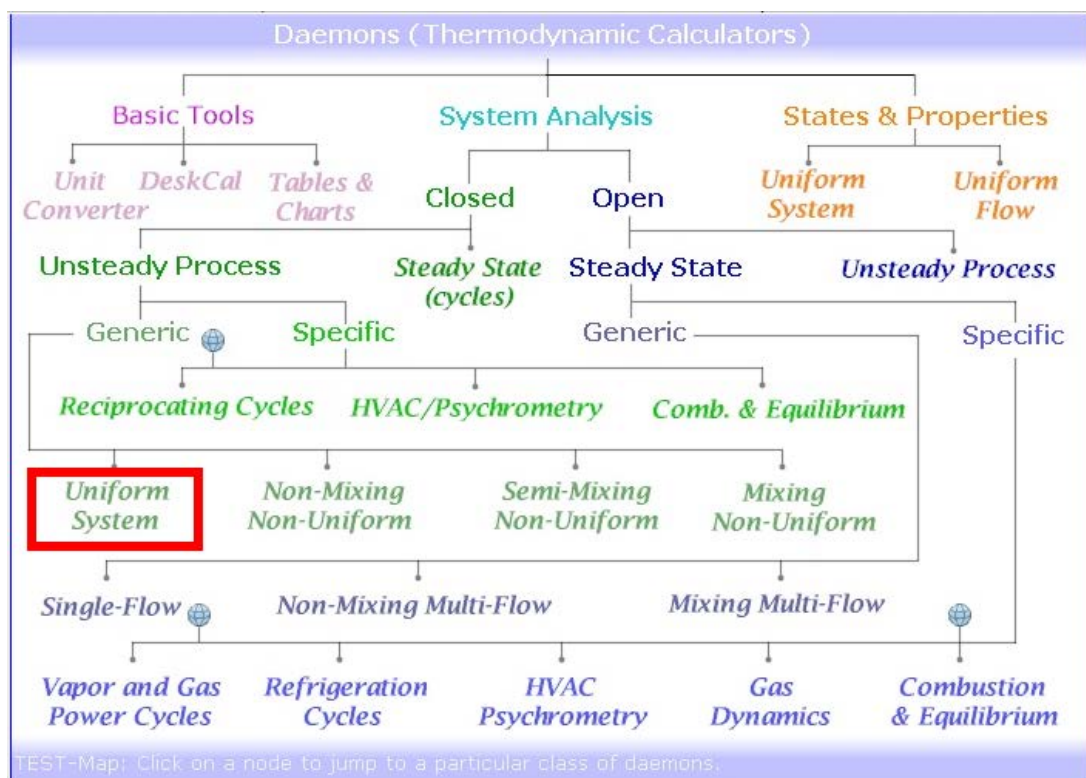 Daemons (Thermodynamic Calculators)
Basic Tools
System Analysis
States & Properties
Unit
Converter
DeskCal
Tables &
Charts
Closed
Open
Uniform
System
Uniform
Flow
Unsteady Process
Steady State
(cycles)
Steady State
Unsteady Process
Generic
Specific
Generic
Specific
Reciprocating Cycles
HVAC/Psychrometry
Comb. & Equilibrium
Uniform
System
Non-Mixing
Non-Uniform
Semi-Mixing
Non-Uniform
Mixing
Non-Uniform
Single-Flow
Non-Mixing Multi-Flow
Mixing Multi-Flow
Vapor and Gas
Power Cycles
Refrigeration
Cycles
HVAC
Psychrometry
Gas
Dynamics
Combustion
& Equilibrium
TEST-Map: Click on a node to jump to a particular class of daemons.